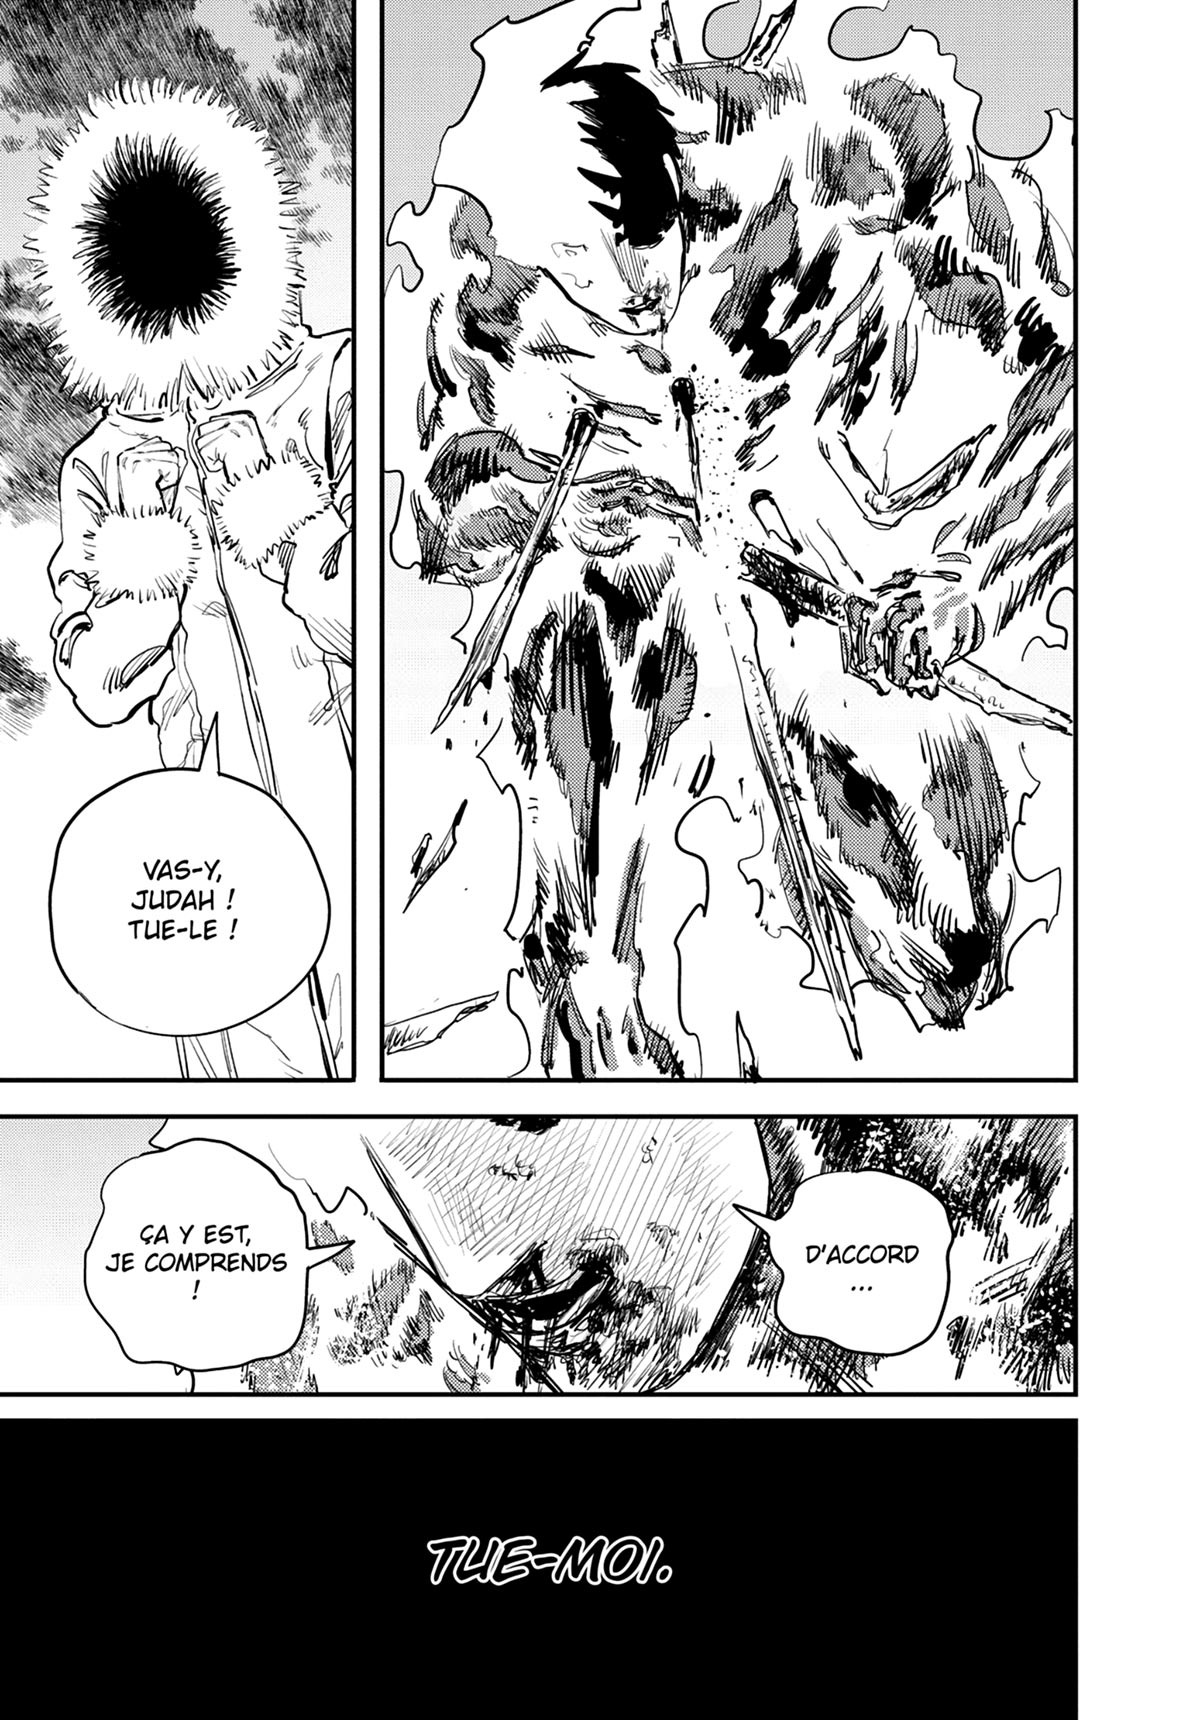 VAS-Y,
JUDAH !
TUE-LE !
D'ACCORD
...
ÇA Y EST,
JE COMPRENDS
!
TUE-MOI.